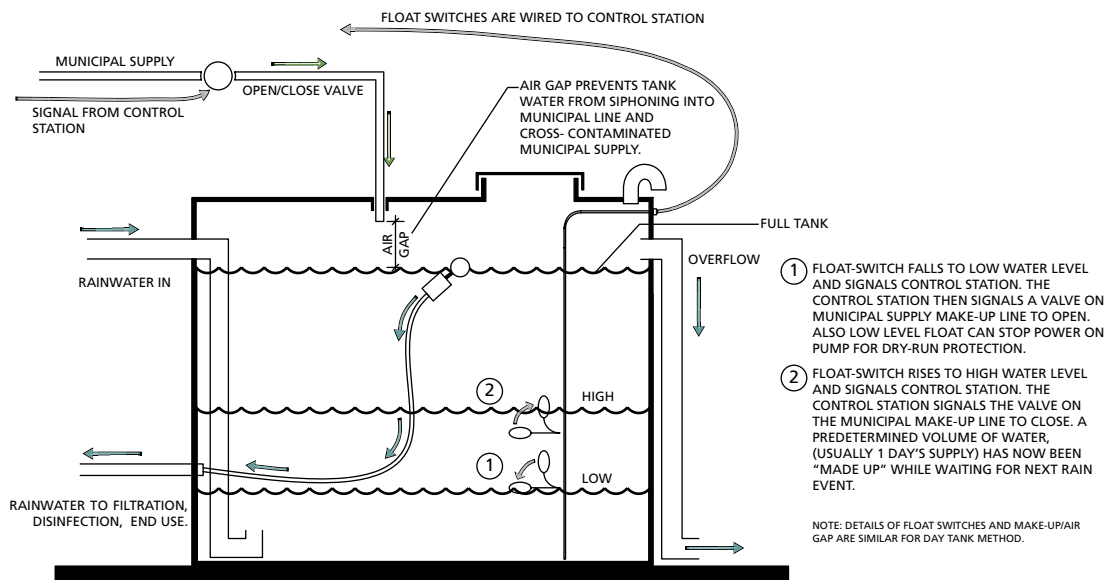 FLOAT SWITCHES ARE WIRED TO CONTROL STATION
MUNICIPAL SUPPLY
OPEN/CLOSE VALVE
SIGNAL FROM CONTROL
STATION
AIR GAP PREVENTS TANK
WATER FROM SIPHONING INTO
MUNICIPAL LINE AND
CROSS- CONTAMINATED
MUNICIPAL SUPPLY.
AIR
GAP
FULL TANK
RAINWATER IN
OVERFLOW
2
HIGH
1
LOW
RAINWATER TO FILTRATION,
DISINFECTION, END USE.
1 FLOAT-SWITCH FALLS TO LOW WATER LEVEL
AND SIGNALS CONTROL STATION. THE
CONTROL STATION THEN SIGNALS A VALVE ON
MUNICIPAL SUPPLY MAKE-UP LINE TO OPEN.
ALSO LOW LEVEL FLOAT CAN STOP POWER ON
PUMP FOR DRY-RUN PROTECTION.
2 FLOAT-SWITCH RISES TO HIGH WATER LEVEL
AND SIGNALS CONTROL STATION. THE
CONTROL STATION SIGNALS THE VALVE ON
THE MUNICIPAL MAKE-UP LINE TO CLOSE. A
PREDETERMINED VOLUME OF WATER,
(USUALLY 1 DAY’S SUPPLY) HAS NOW BEEN
“MADE UP” WHILE WAITING FOR NEXT RAIN
EVENT.
NOTE: DETAILS OF FLOAT SWITCHES AND MAKE-UP/AIR
GAP ARE SIMILAR FOR DAY TANK METHOD.